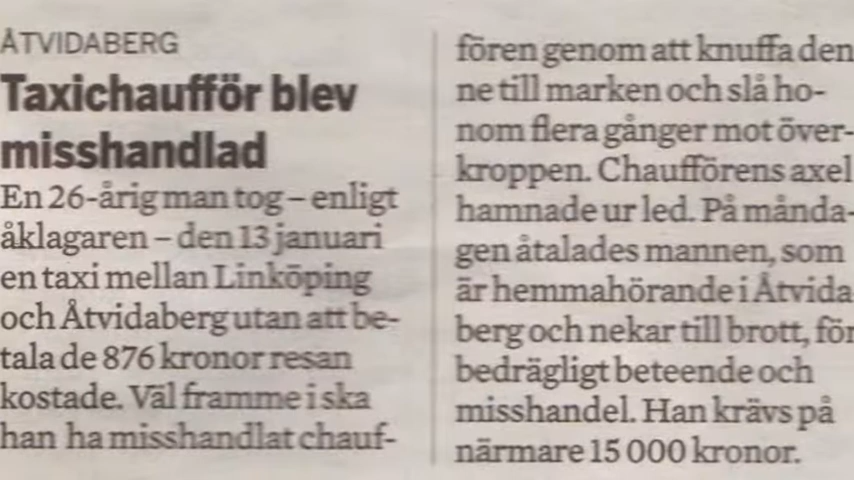 ÅTVIDABERG
Taxichaufför blev
misshandlad
En 26-årig man tog – enligt
åklagaren – den 13 januari
en taxi mellan Linköping
och Åtvidaberg utan att be-
tala de 876 kronor resan
kostade. Väl framme i ska
han ha misshandlat chauf-
fören genom att knuffa den
ne till marken och slå ho-
nom flera gånger mot över-
kroppen. Chaufförens axel
hamnade ur led. På månda-
gen åtalades mannen, som
är hemmahörande i Åtvida
berg och nekar till brott, för
bedrägligt beteende och
misshandel. Han krävs på
närmare 15 000 kronor.